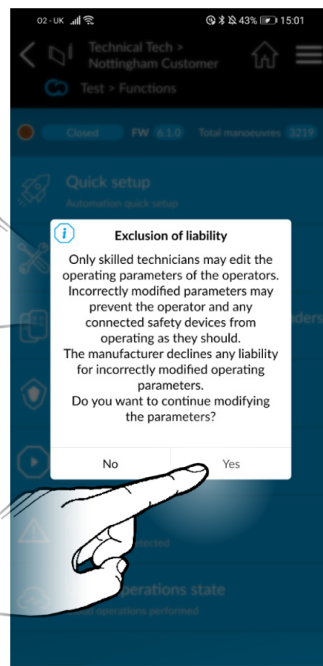 O2 - UK 43% 15:01
Technical Tech >
Nottingham Customer
Test > Functions
Closed FW 6.1.0 Total manoeuvres 3219
Quick setup
Automation quick setup
Exclusion of liability
Only skilled technicians may edit the
operating parameters of the operators.
Incorrectly modified parameters may
prevent the operator and any
connected safety devices from
operating as they should.
The manufacturer declines any liability
for incorrectly modified operating
parameters.
Do you want to continue modifying
the parameters?
No Yes
operations state
operations performed